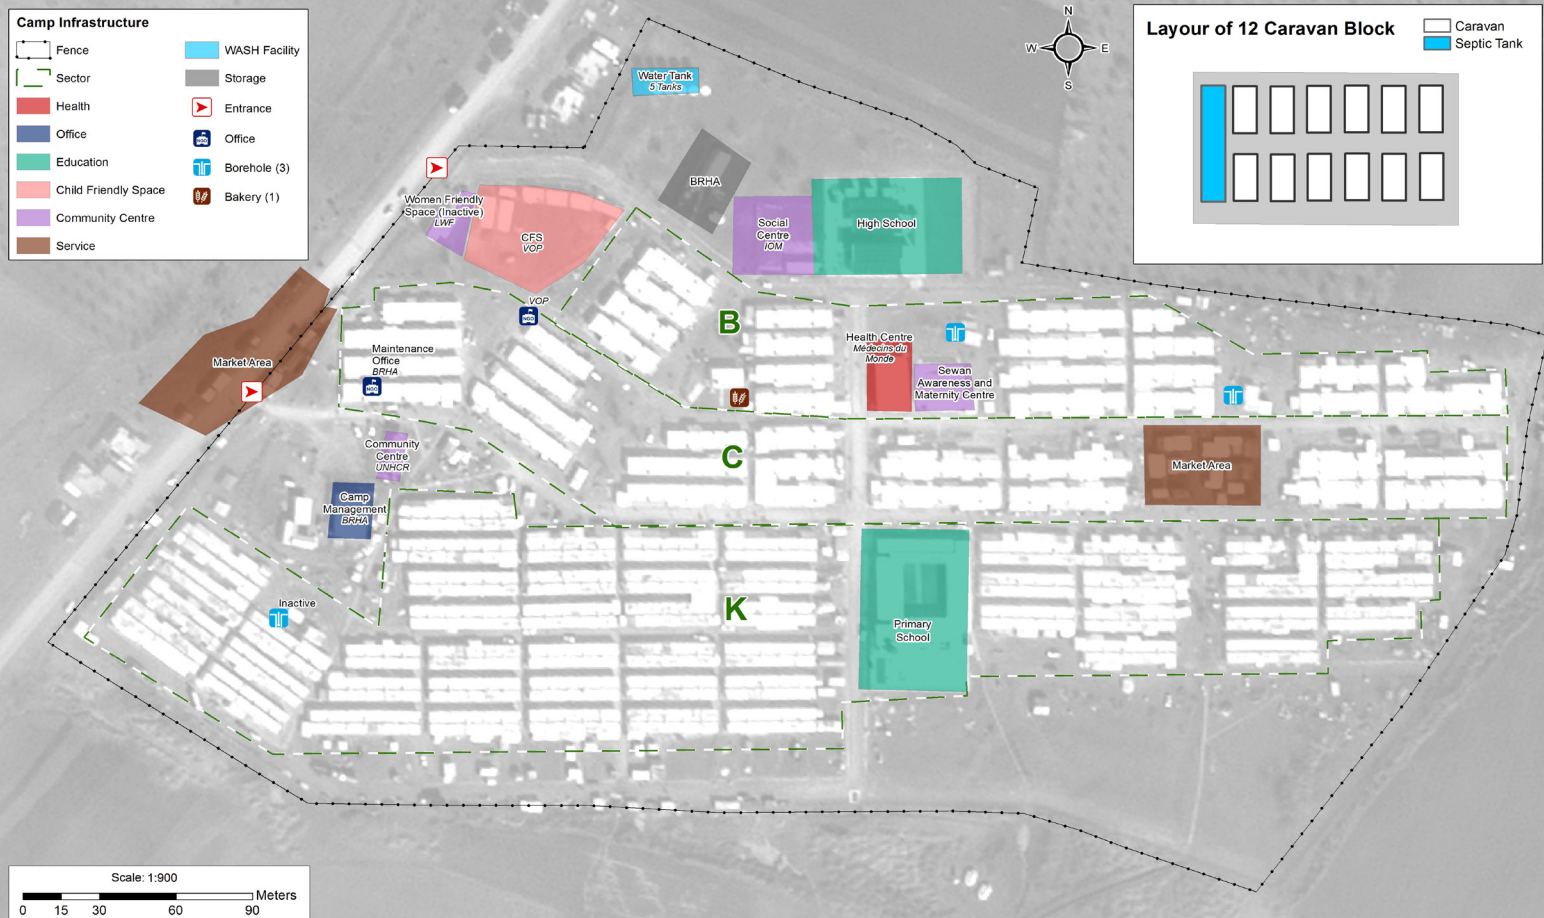 Camp Infrastructure
Fence
Sector
Health
Office
Education
Child Friendly Space
Community Centre
Service
WASH Facility
Storage
Entrance
NGO
Office
Borehole (3)
Bakery (1)
N
W
E
S
Layour of 12 Caravan Block
Caravan
Septic Tank
Water Tank
5 Tanks
BRHA
Women Friendly
Space (Inactive)
LWF
CFS
VOP
Social
Centre
IOM
High School
VOP
NGO
B
Maintenance
Office
BRHA
NGO
Market Area
Health Centre
Médecins du
Monde
Sewan
Awareness and
Maternity Centre
Community
Centre
UNHCR
C
Market Area
Camp
Management
BRHA
Inactive
K
Primary
School
Scale: 1:900
Meters
0 15 30 60 90